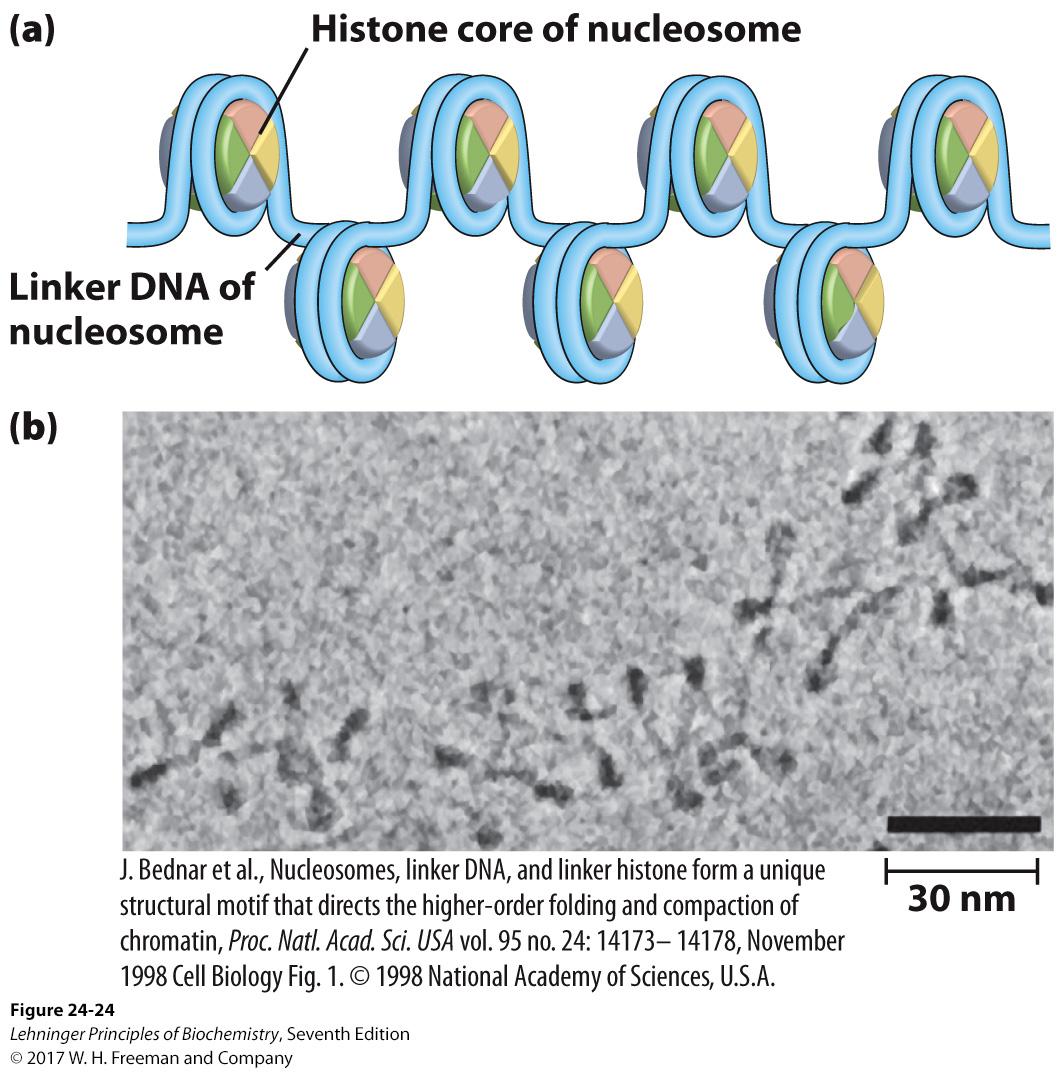 (a)
Histone core of nucleosome
Linker DNA of
nucleosome
(b)
30 nm
J. Bednar et al., Nucleosomes, linker DNA, and linker histone form a unique
structural motif that directs the higher-order folding and compaction of
chromatin, Proc. Natl. Acad. Sci. USA vol. 95 no. 24: 14173– 14178, November
1998 Cell Biology Fig. 1. © 1998 National Academy of Sciences, U.S.A.
Figure 24-24
Lehninger Principles of Biochemistry, Seventh Edition
© 2017 W. H. Freeman and Company